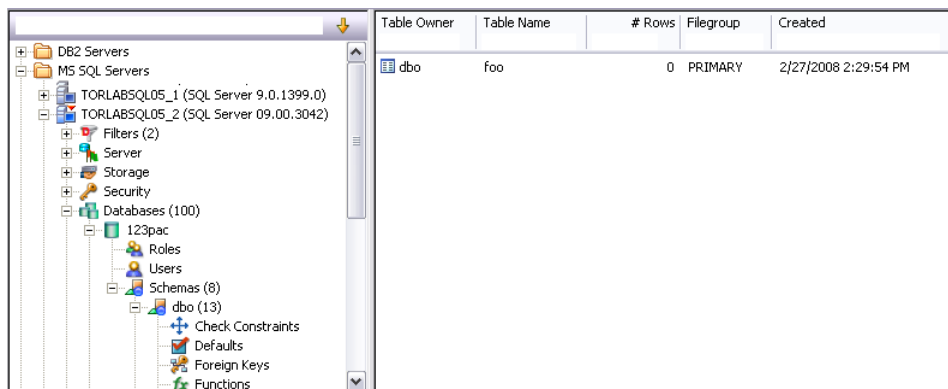 Table Owner Table Name # Rows Filegroup Created
DB2 Servers
MS SQL Servers
dbo foo 0 PRIMARY 2/27/2008 2:29:54 PM
TORLABSQL05_1 (SQL Server 9.0.1399.0)
TORLABSQL05_2 (SQL Server 09.00.3042)
Filters (2)
Server
Storage
Security
Databases (100)
123pac
Roles
Users
Schemas (8)
dbo (13)
Check Constraints
Defaults
Foreign Keys
Functions